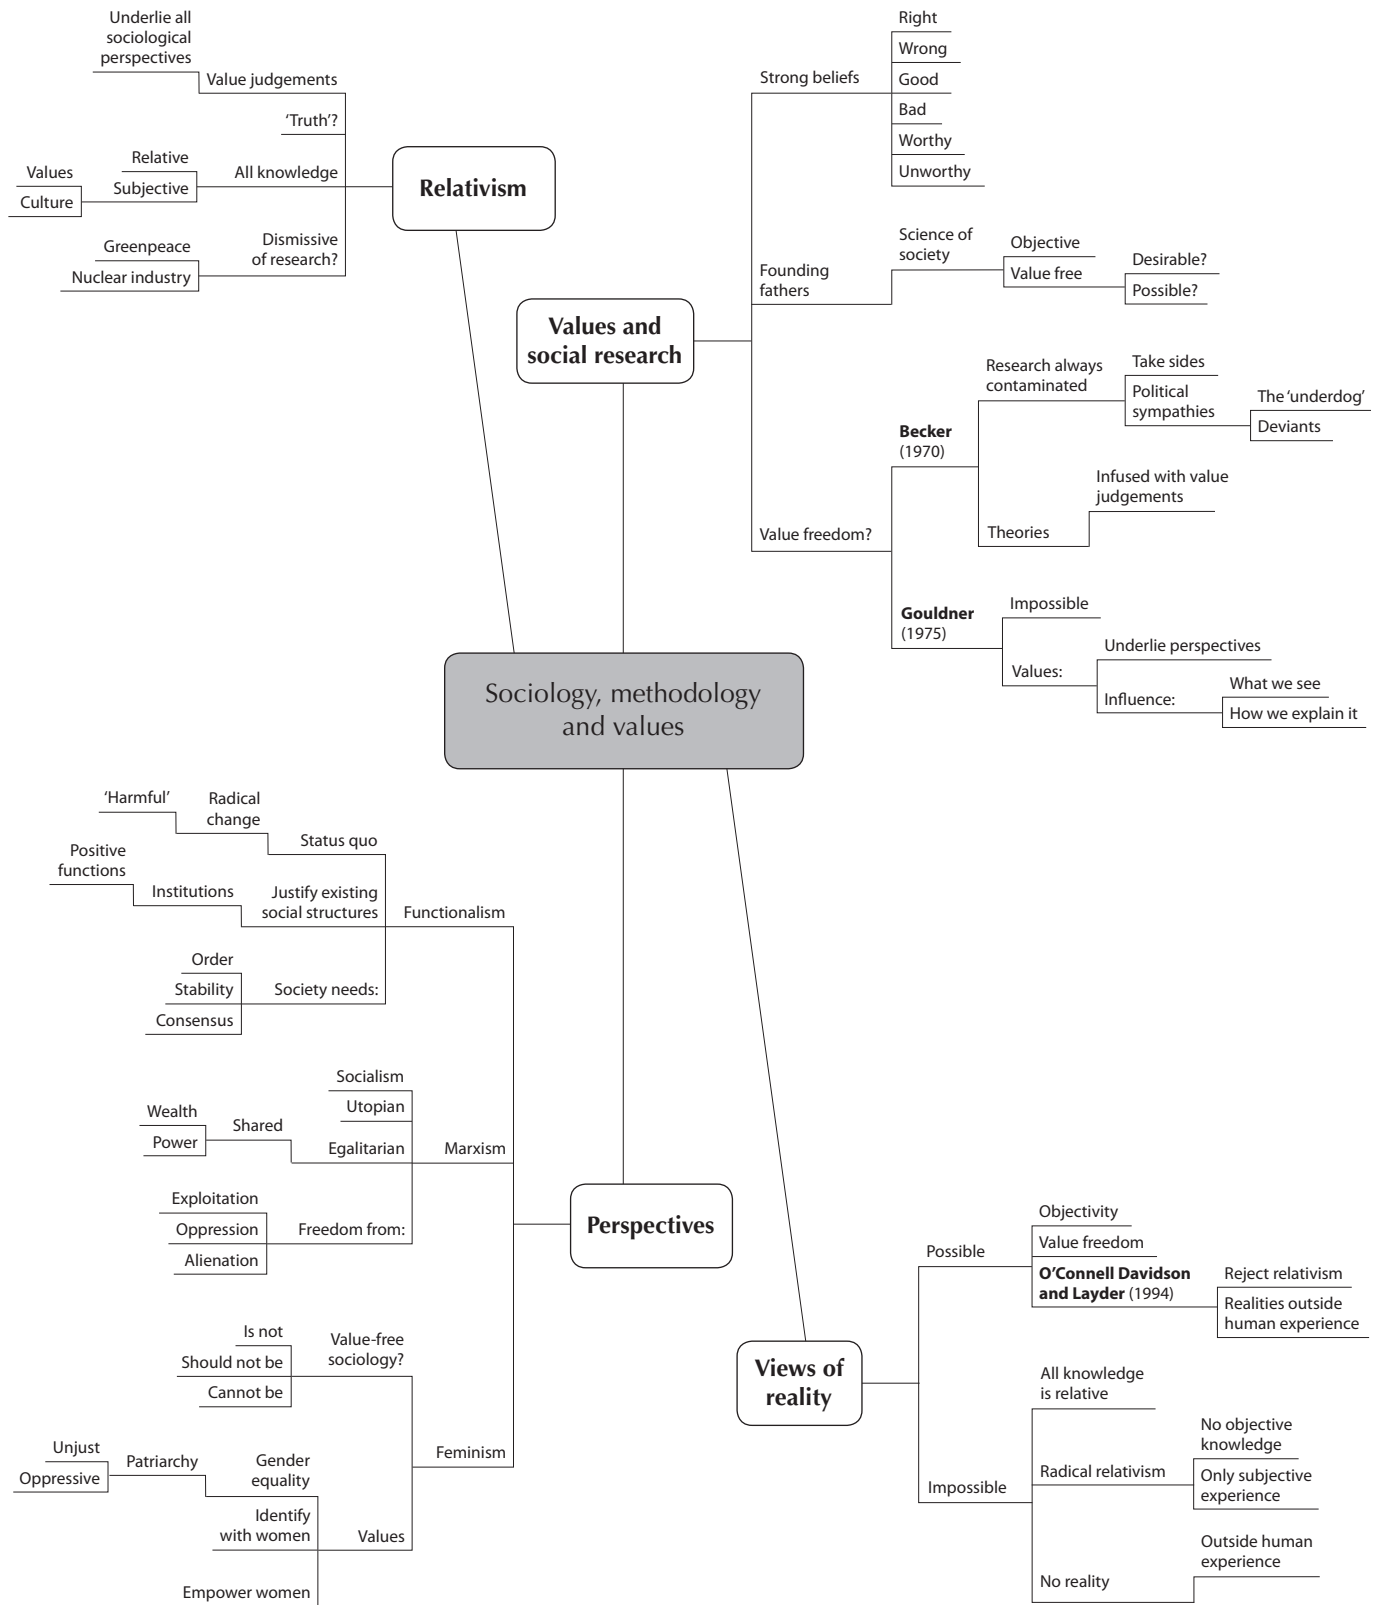 Underlie all
sociological
perspectives
Value judgements
‘Truth’?
Relative
All knowledge
Values
Subjective
Culture
Greenpeace
Dismissive
of research?
Nuclear industry
Relativism
Values and
social research
Strong beliefs
Right
Wrong
Good
Bad
Worthy
Unworthy
Founding
fathers
Science of
society
Objective
Value free
Desirable?
Possible?
Value freedom?
Becker
(1970)
Research always
contaminated
Take sides
Political
sympathies
The ‘underdog’
Deviants
Theories
Infused with value
judgements
Gouldner
(1975)
Impossible
Values:
Underlie perspectives
Influence:
What we see
How we explain it
Sociology, methodology
and values
‘Harmful’
Radical
change
Status quo
Positive
functions
Institutions
Justify existing
social structures
Functionalism
Order
Stability
Consensus
Society needs:
Socialism
Utopian
Wealth
Power
Shared
Egalitarian
Marxism
Exploitation
Oppression
Alienation
Freedom from:
Perspectives
Is not
Should not be
Cannot be
Value-free
sociology?
Feminism
Unjust
Oppressive
Patriarchy
Gender
equality
Identify
with women
Values
Empower women
Views of
reality
Possible
Objectivity
Value freedom
O’Connell Davidson
and Layder (1994)
Reject relativism
Realities outside
human experience
Impossible
All knowledge
is relative
Radical relativism
No objective
knowledge
Only subjective
experience
No reality
Outside human
experience